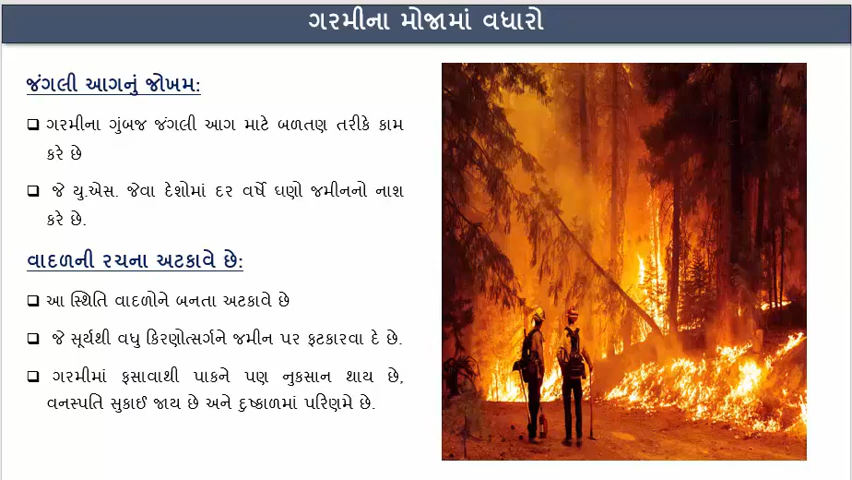 ગરમીના મોજામાં વધારો
જંગલી આગનું જોખમ:
ગરમીના ગુંબજ જંગલી આગ માટે બળતણ તરીકે કામ
કરે છે
જે યુ.એસ. જેવા દેશોમાં દર વર્ષે ઘણો જમીનનો નાશ
કરે છે.
વાદળની રચના અટકાવે છે:
આ સ્થિતિ વાદળોને બનતા અટકાવે છે
જે સૂર્યથી વધુ કિરણોત્સર્ગને જમીન પર ફટકારવા દે છે.
ગરમીમાં ફસાવાથી પાકને પણ નુકસાન થાય છે,
વનસ્પતિ સુકાઈ જાય છે અને દુષ્કાળમાં પરિણમે છે.